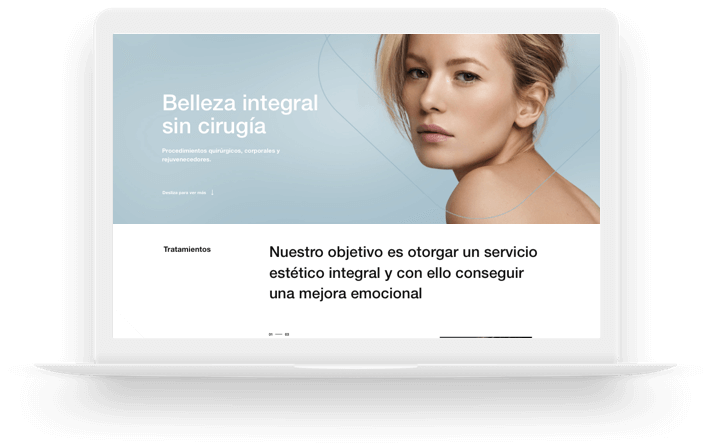 Belleza integral
sin cirugía
Procedimientos quirúrgicos, corporales y
rejuvenecedores.
Desliza para ver más
Tratamientos
Nuestro objetivo es otorgar un servicio
estético integral y con ello conseguir
una mejora emocional
01 — 03